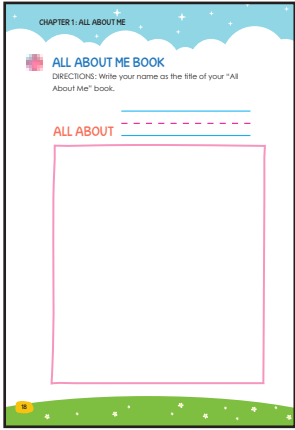 CHAPTER 1: ALL ABOUT ME
ALL ABOUT ME BOOK
DIRECTIONS: Write your name as the title of your “All
About Me” book.
ALL ABOUT
18